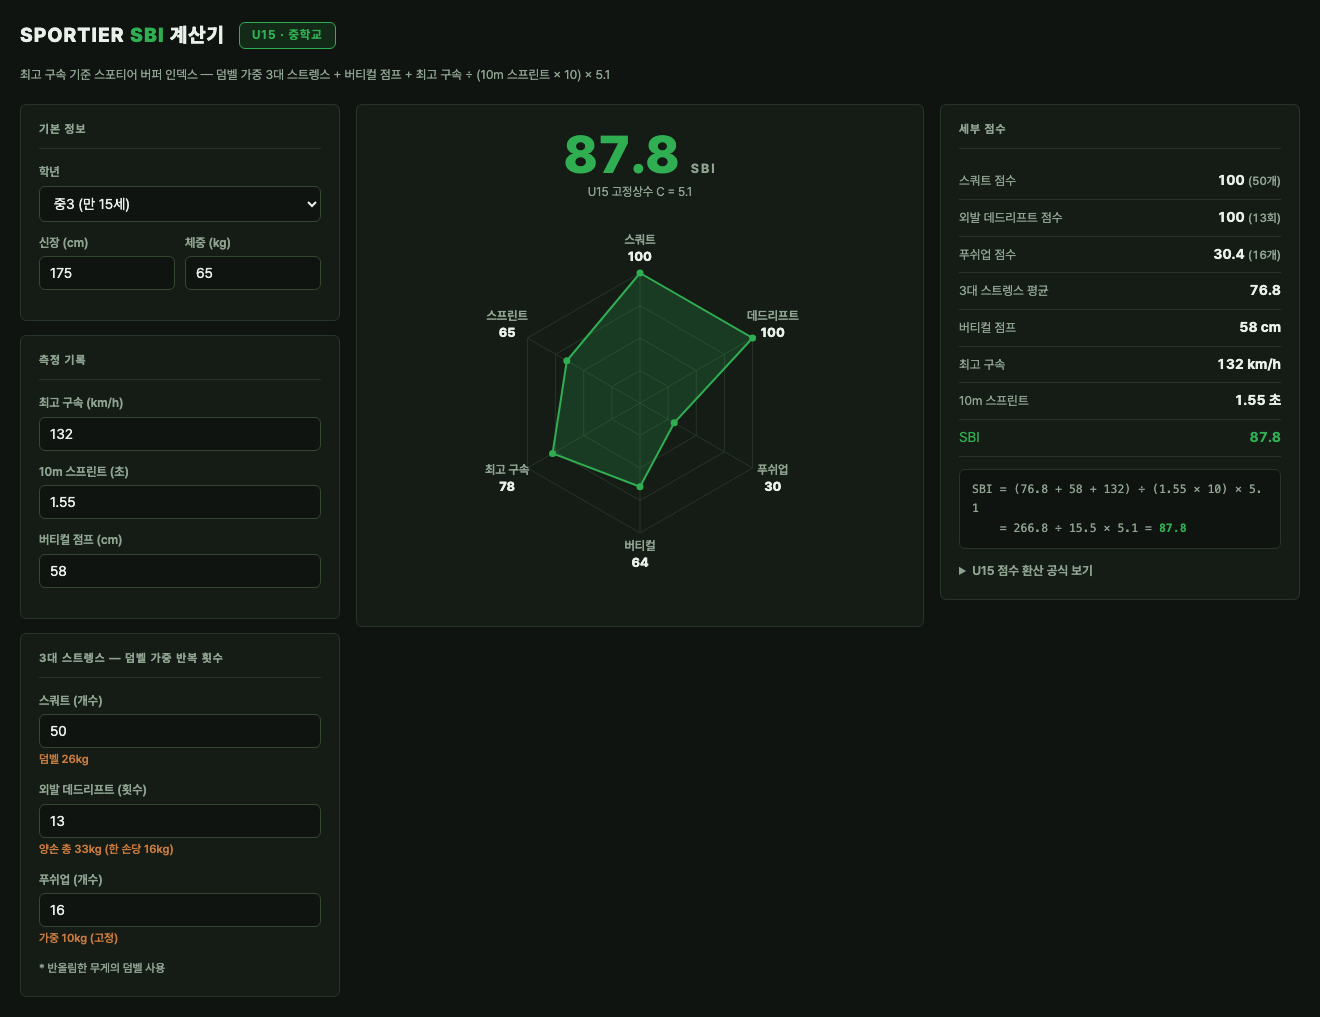 SPORTIER SBI 계산기
U15 · 중학교
최고 구속 기준 스포티어 버퍼 인덱스 — 덤벨 가중 3대 스트렝스 + 버티컬 점프 + 최고 구속 ÷ (10m 스프린트 × 10) × 5.1
기본 정보
학년
중3 (만 15세)
신장 (cm)
체중 (kg)
175
65
측정 기록
최고 구속 (km/h)
132
10m 스프린트 (초)
1.55
버티컬 점프 (cm)
58
3대 스트렝스 — 덤벨 가중 반복 횟수
스쿼트 (개수)
50
덤벨 26kg
외발 데드리프트 (횟수)
13
양손 총 33kg (한 손당 16kg)
푸쉬업 (개수)
16
가중 10kg (고정)
* 반올림한 무게의 덤벨 사용
87.8 SBI
U15 고정상수 C = 5.1
스쿼트
100
데드리프트
100
푸쉬업
30
버티컬
64
최고 구속
78
스프린트
65
세부 점수
스쿼트 점수 100 (50개)
외발 데드리프트 점수 100 (13회)
푸쉬업 점수 30.4 (16개)
3대 스트렝스 평균 76.8
버티컬 점프 58 cm
최고 구속 132 km/h
10m 스프린트 1.55 초
SBI 87.8
SBI = (76.8 + 58 + 132) ÷ (1.55 × 10) × 5.
1
= 266.8 ÷ 15.5 × 5.1 = 87.8
▶ U15 점수 환산 공식 보기